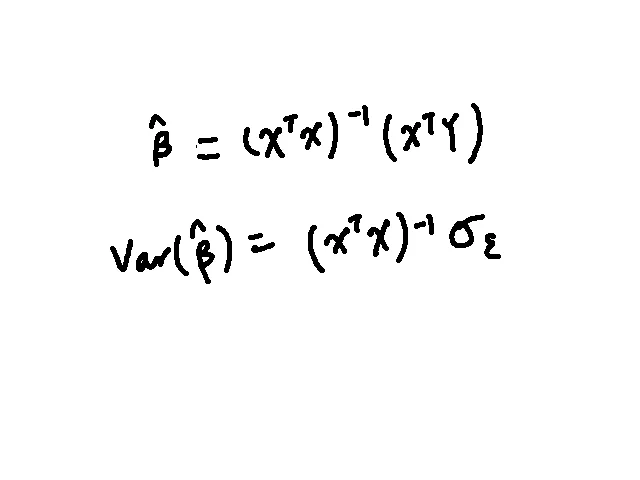 β̂ = (XᵀX)⁻¹(XᵀY)
Var(β̂) = (XᵀX)⁻¹ σ_ε